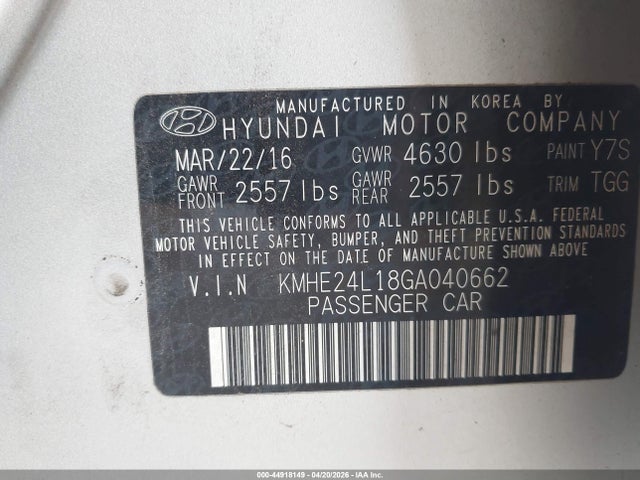 MANUFACTURED IN KOREA BY
HYUNDAI MOTOR COMPANY
MAR/22/16 GVWR 4630 lbs PAINT Y7S
GAWR FRONT 2557 lbs GAWR REAR 2557 lbs TRIM TGG
THIS VEHICLE CONFORMS TO ALL APPLICABLE U.S.A. FEDERAL
MOTOR VEHICLE SAFETY, BUMPER, AND THEFT PREVENTION STANDARDS
IN EFFECT ON THE DATE OF MANUFACTURE SHOWN ABOVE.
V.I.N KMHE24L18GA040662
PASSENGER CAR
000-44918149 - 04/20/2026 - IAA Inc.